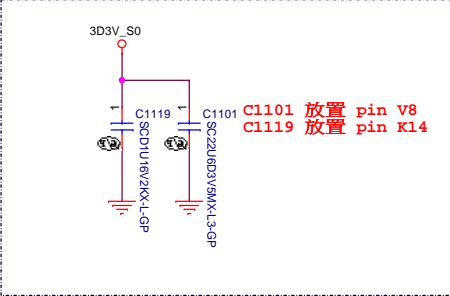 3D3V_S0
1
C1119
SCD1U16V2KX-L-GP
1
C1101
SC22U6D3V5MX-L3-GP
C1101 放置 pin V8
C1119 放置 pin K14